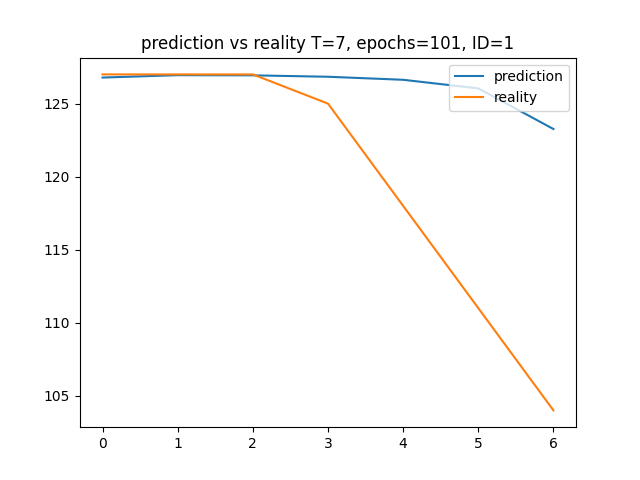 prediction vs reality T=7, epochs=101, ID=1
prediction
reality
125
120
115
110
105
0 1 2 3 4 5 6